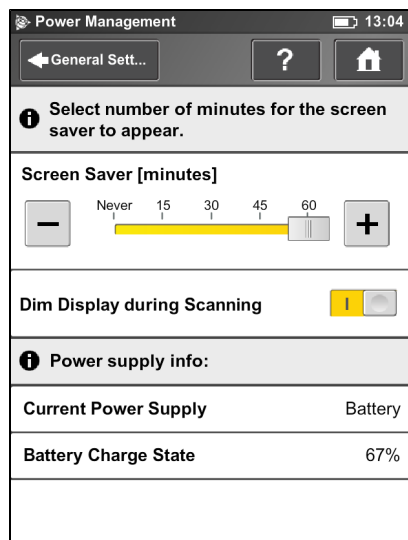 Power Management 13:04
General Sett... ?
Select number of minutes for the screen
saver to appear.
Screen Saver [minutes]
Never 15 30 45 60
− +
Dim Display during Scanning I
Power supply info:
Current Power Supply Battery
Battery Charge State 67%